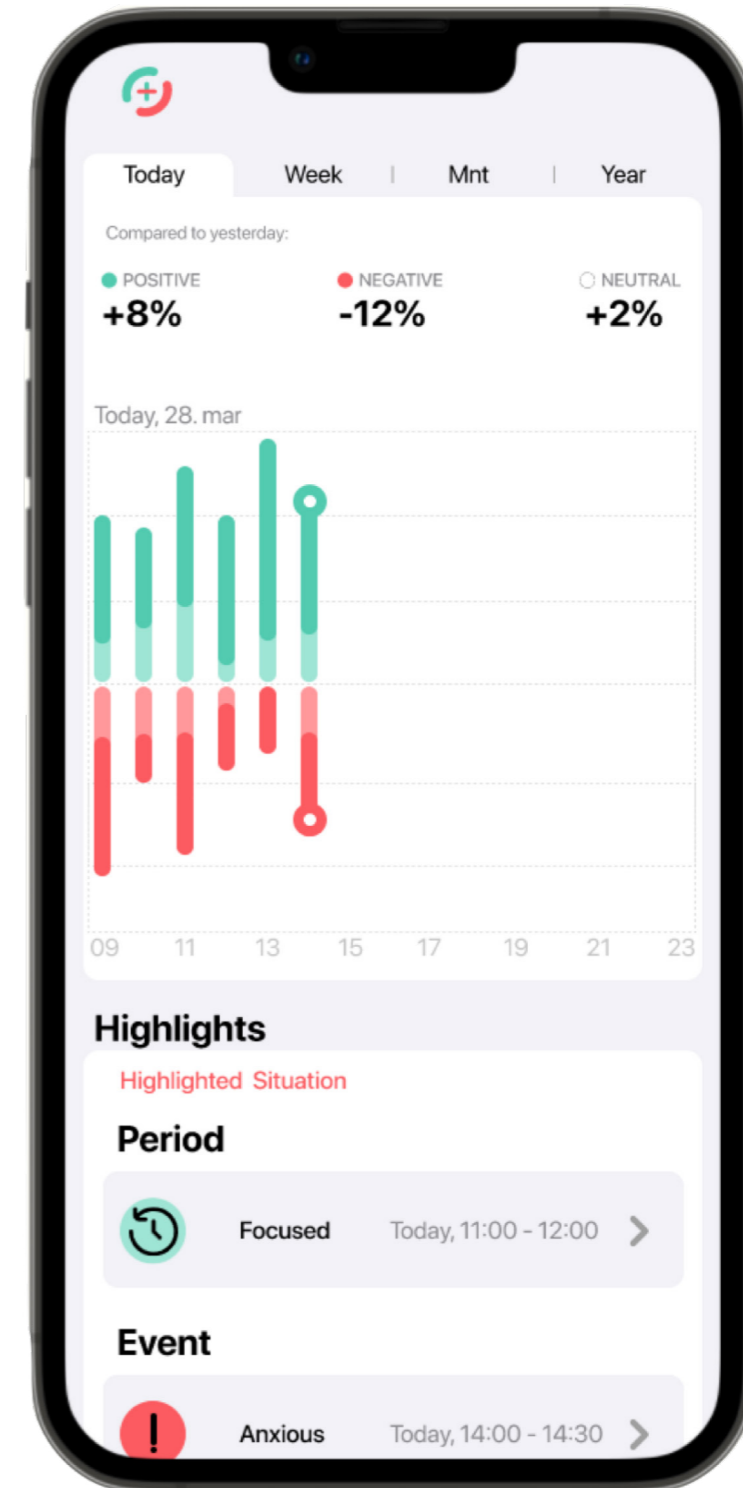 Today Week Mnt Year
Compared to yesterday:
POSITIVE NEGATIVE NEUTRAL
+8% -12% +2%
Today, 28. mar
09 11 13 15 17 19 21 23
Highlights
Highlighted Situation
Period
Focused Today, 11:00 - 12:00
Event
Anxious Today, 14:00 - 14:30